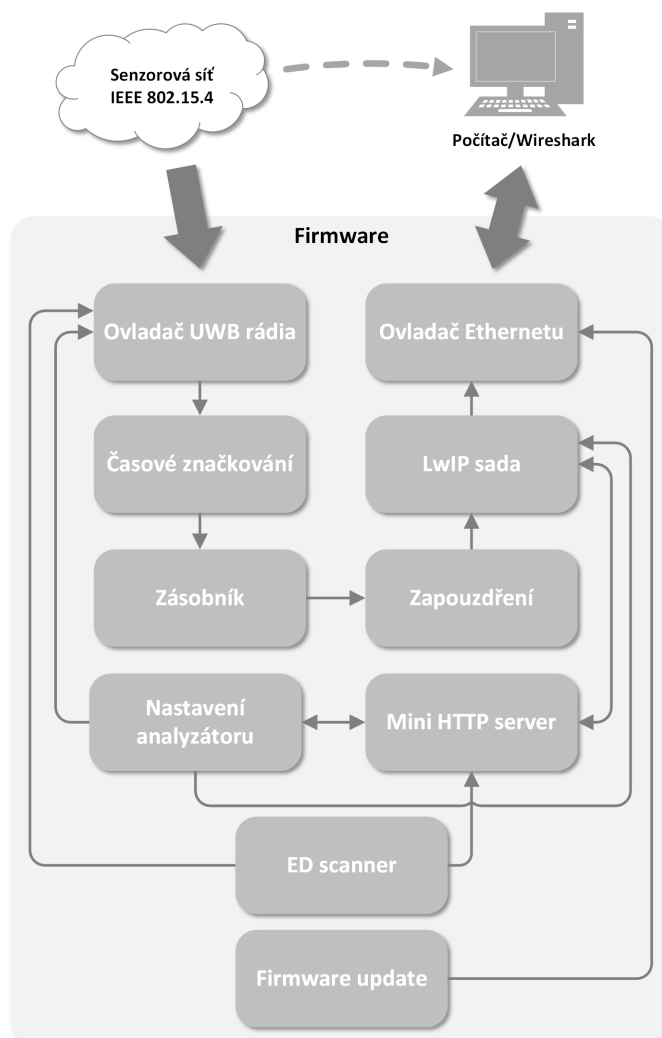 Senzorová síť
IEEE 802.15.4
Počítač/Wireshark
Firmware
Ovladač UWB rádia
Ovladač Ethernetu
Časové značkování
LwIP sada
Zásobník
Zapouzdření
Nastavení
analyzátoru
Mini HTTP server
ED scanner
Firmware update